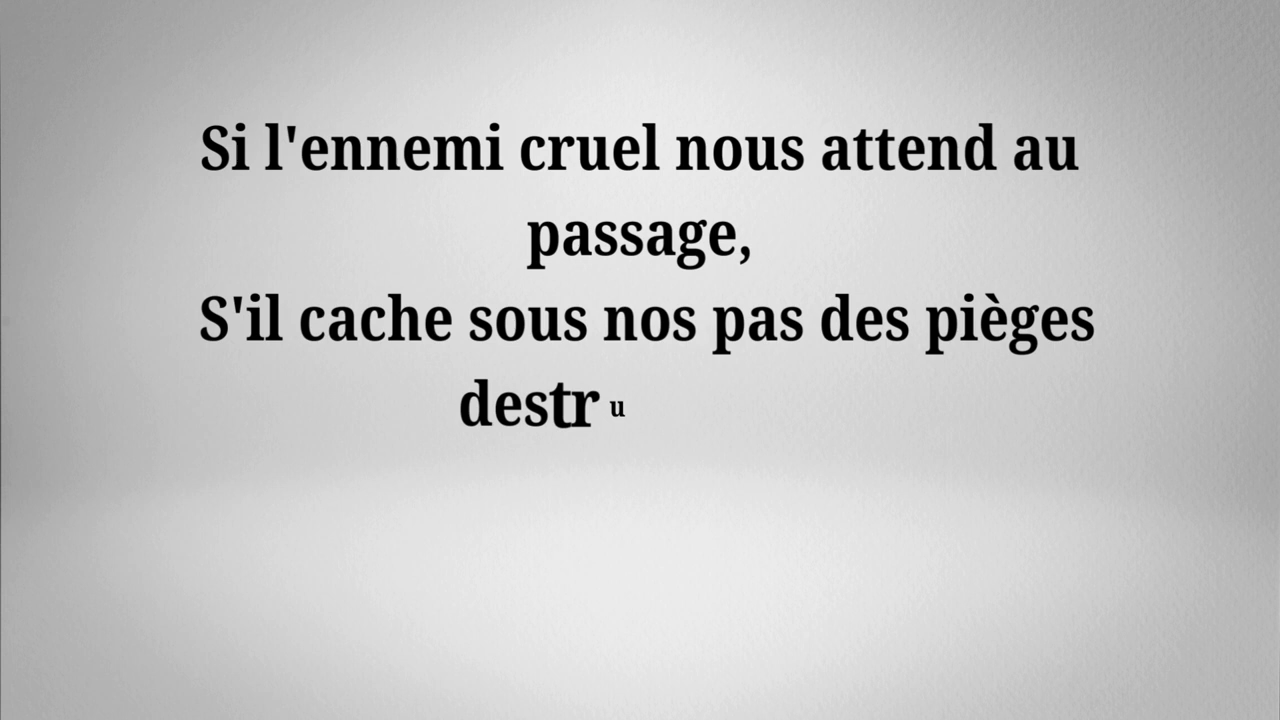 Si l'ennemi cruel nous attend au
passage,
S'il cache sous nos pas des pièges
destru